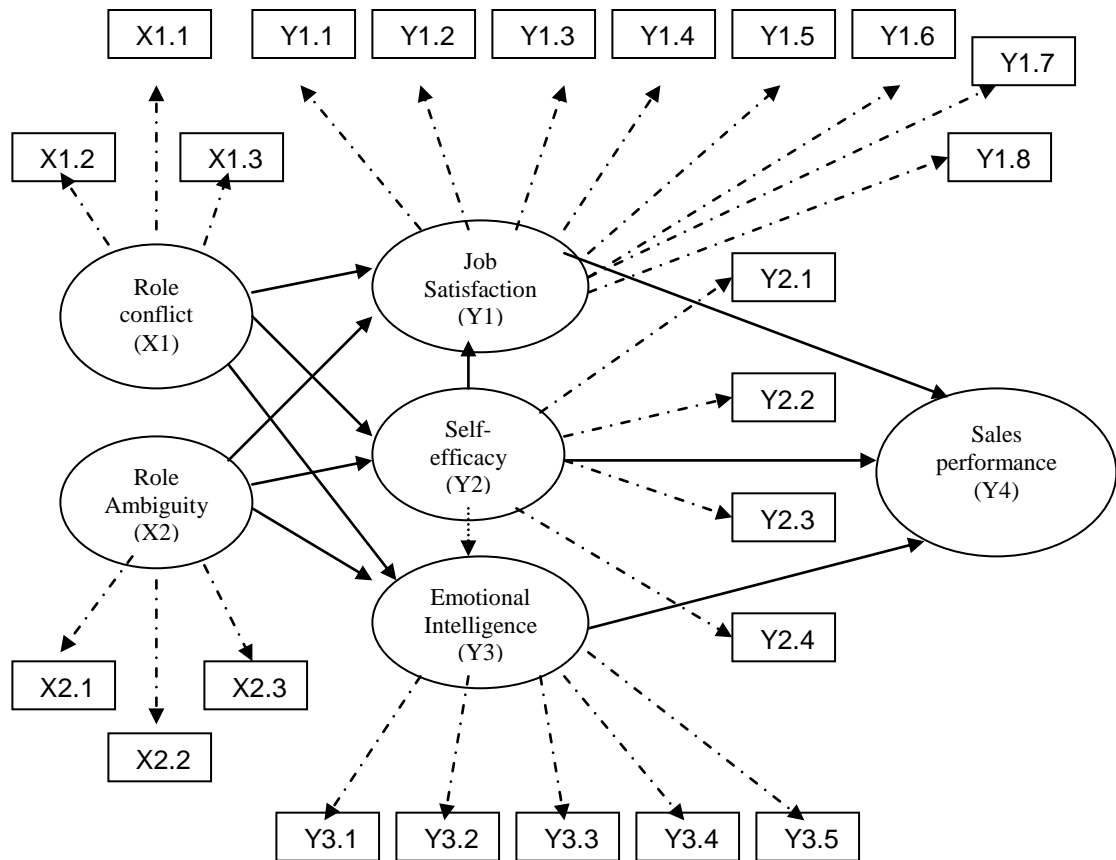 X1.1
Y1.1
Y1.2
Y1.3
Y1.4
Y1.5
Y1.6
Y1.7
X1.2
X1.3
Y1.8
Role
conflict
(X1)
Job
Satisfaction
(Y1)
Y2.1
Y2.2
Role
Ambiguity
(X2)
Self-
efficacy
(Y2)
Sales
performance
(Y4)
Y2.3
Emotional
Intelligence
(Y3)
Y2.4
X2.1
X2.3
X2.2
Y3.1
Y3.2
Y3.3
Y3.4
Y3.5